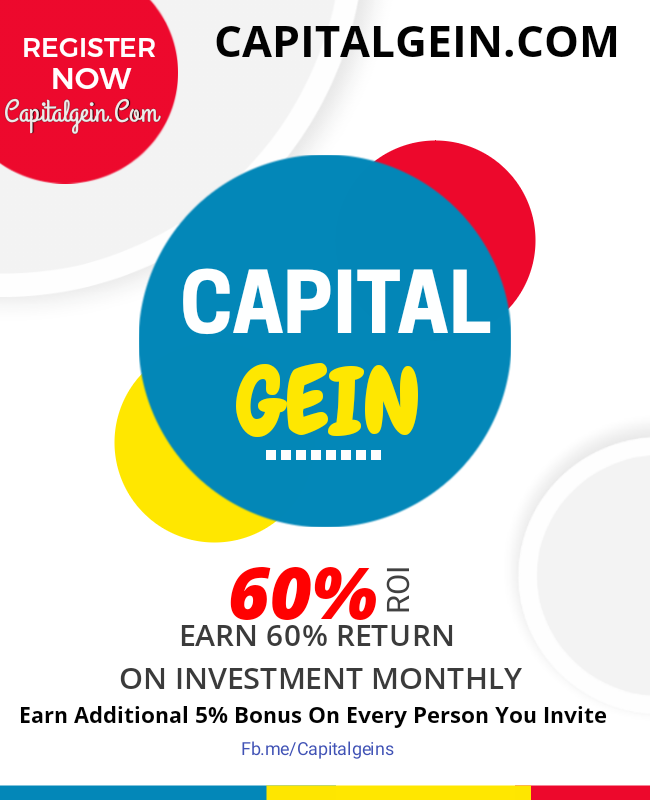 REGISTER
NOW
Capitalgein.Com
CAPITALGEIN.COM
CAPITAL
GEIN
60% ROI
EARN 60% RETURN
ON INVESTMENT MONTHLY
Earn Additional 5% Bonus On Every Person You Invite
Fb.me/Capitalgeins